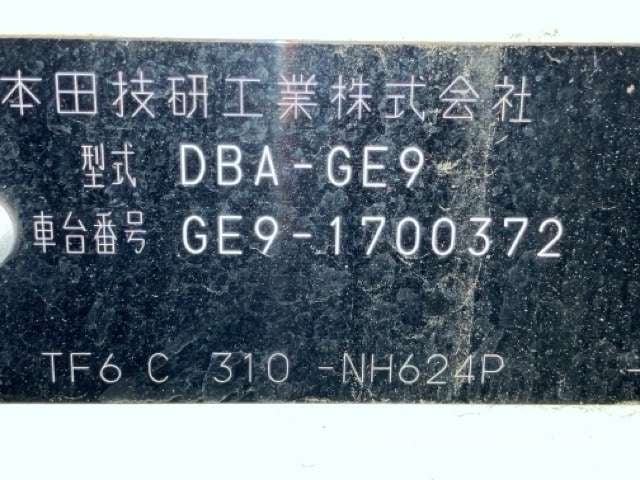 本田技研工業株式会社
型式 DBA-GE9
車台番号 GE9-1700372
TF6 C 310 -NH624P -